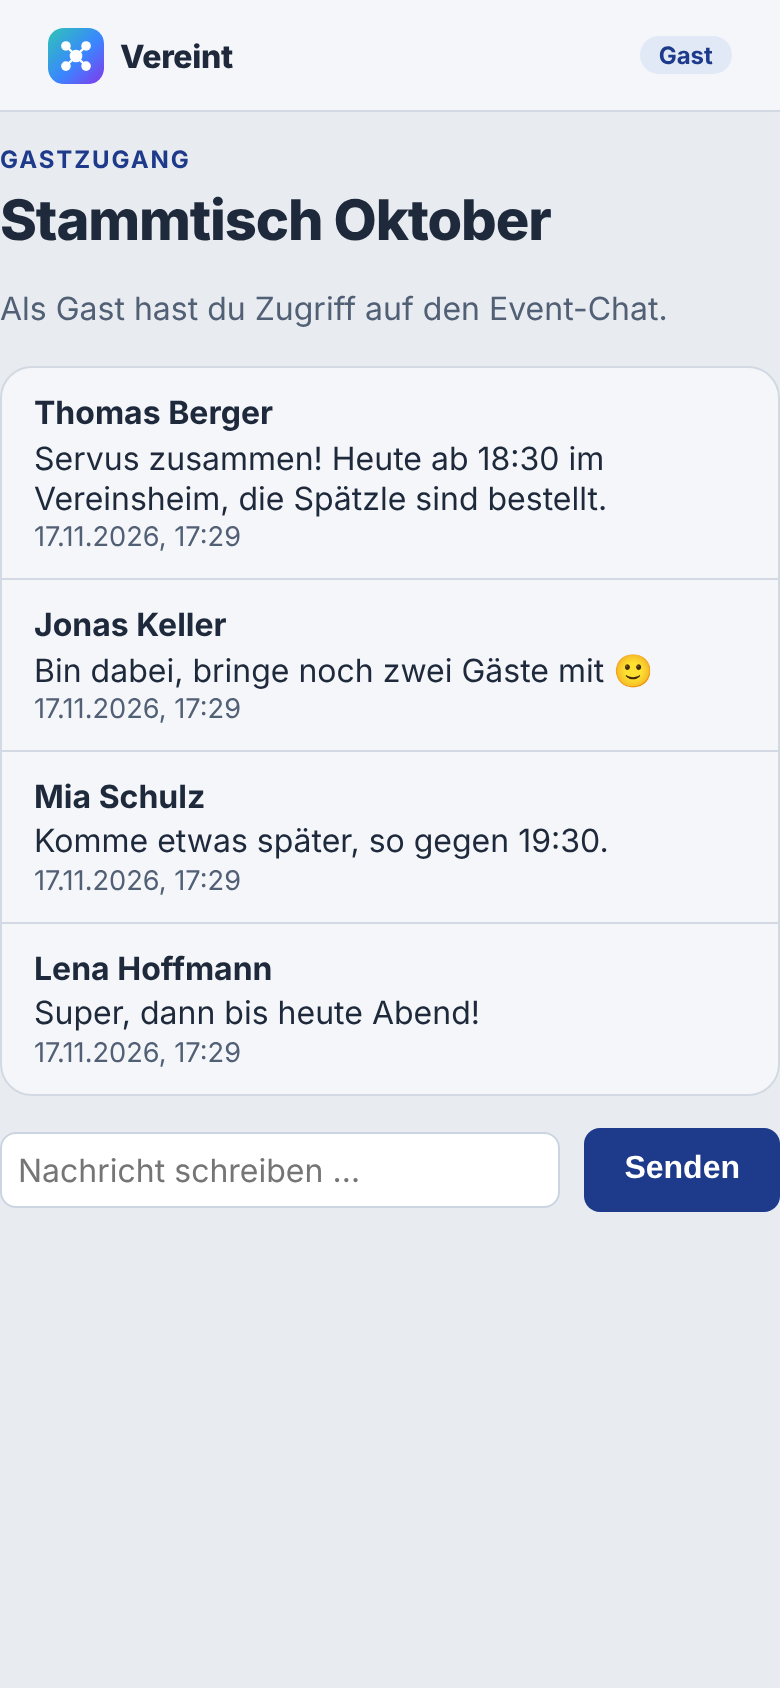 Vereint
Gast
GASTZUGANG
Stammtisch Oktober
Als Gast hast du Zugriff auf den Event-Chat.
Thomas Berger
Servus zusammen! Heute ab 18:30 im
Vereinsheim, die Spätzle sind bestellt.
17.11.2026, 17:29
Jonas Keller
Bin dabei, bringe noch zwei Gäste mit 🙂
17.11.2026, 17:29
Mia Schulz
Komme etwas später, so gegen 19:30.
17.11.2026, 17:29
Lena Hoffmann
Super, dann bis heute Abend!
17.11.2026, 17:29
Nachricht schreiben …
Senden